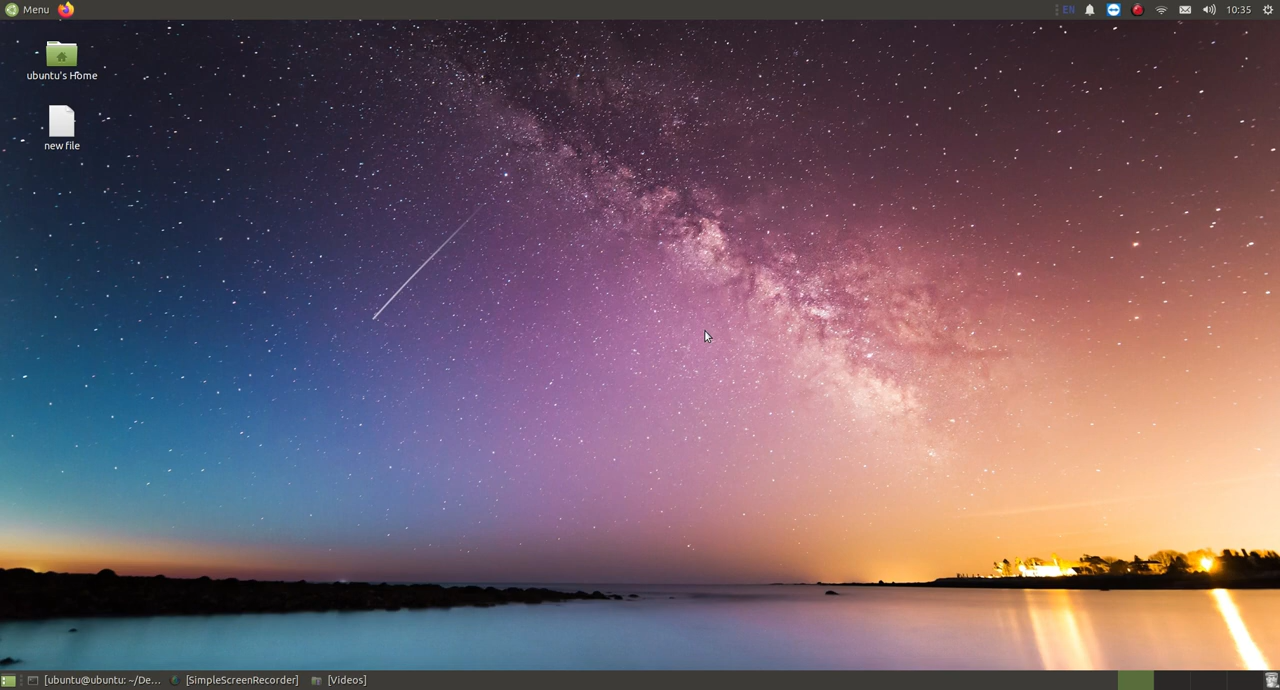 Menu
EN
10:35
ubuntu's Home
new file
[ubuntu@ubuntu: ~/De...
[SimpleScreenRecorder]
[Videos]